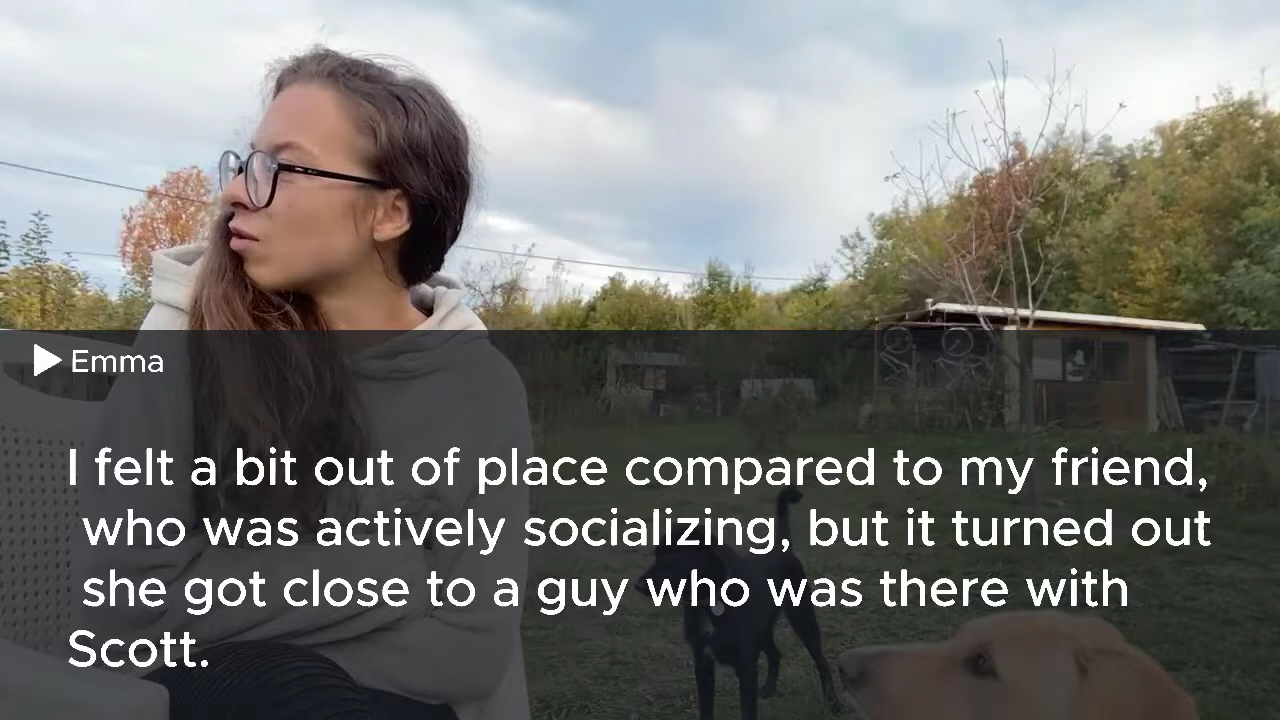 Emma
I felt a bit out of place compared to my friend,
who was actively socializing, but it turned out
she got close to a guy who was there with
Scott.